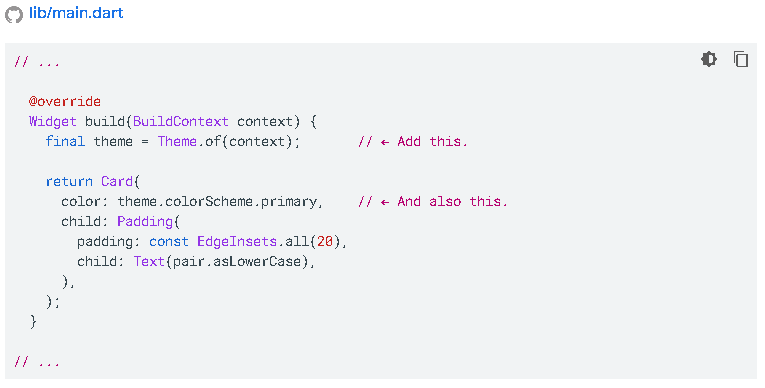 lib/main.dart
// ...
@override
Widget build(BuildContext context) {
final theme = Theme.of(context);       // ← Add this.
return Card(
color: theme.colorScheme.primary,    // ← And also this.
child: Padding(
padding: const EdgeInsets.all(20),
child: Text(pair.asLowerCase),
),
);
}
// ...